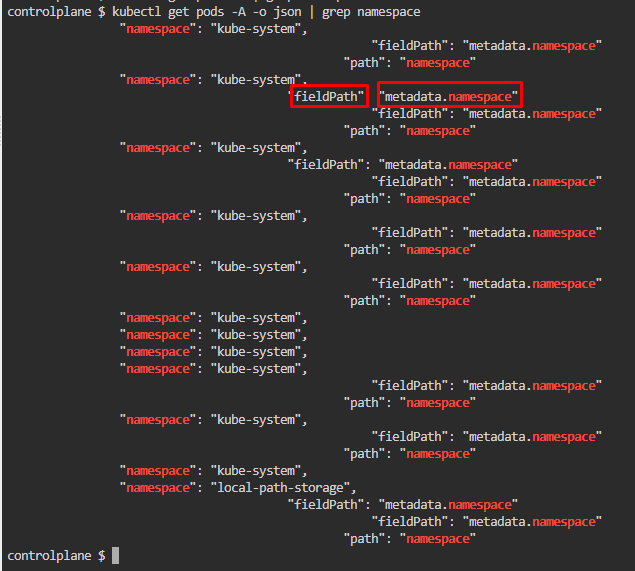 controlplane $ kubectl get pods -A -o json | grep namespace
"namespace": "kube-system",
"fieldPath": "metadata.namespace"
"path": "namespace"
"namespace": "kube-system",
"fieldPath" "metadata.namespace"
"fieldPath": "metadata.namespace"
"path": "namespace"
"namespace": "kube-system",
"fieldPath": "metadata.namespace"
"fieldPath": "metadata.namespace"
"path": "namespace"
"namespace": "kube-system",
"fieldPath": "metadata.namespace"
"path": "namespace"
"namespace": "kube-system",
"fieldPath": "metadata.namespace"
"path": "namespace"
"namespace": "kube-system",
"namespace": "kube-system",
"namespace": "kube-system",
"namespace": "kube-system",
"fieldPath": "metadata.namespace"
"path": "namespace"
"namespace": "kube-system",
"fieldPath": "metadata.namespace"
"path": "namespace"
"namespace": "kube-system",
"namespace": "local-path-storage",
"fieldPath": "metadata.namespace"
"fieldPath": "metadata.namespace"
"path": "namespace"
controlplane $